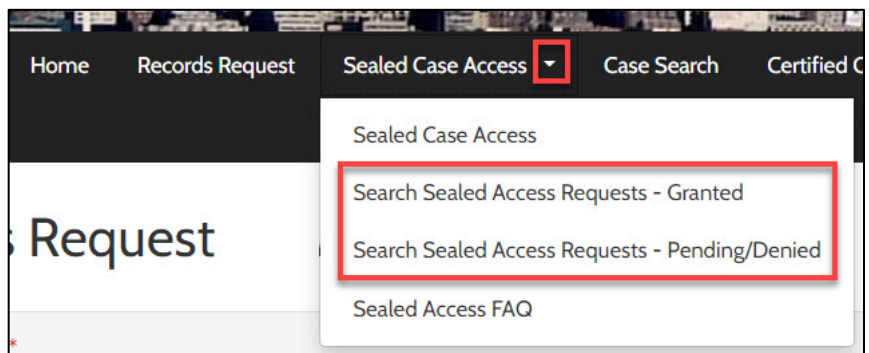 Home Records Request Sealed Case Access Case Search Certified C
Sealed Case Access
Search Sealed Access Requests - Granted
Request
Search Sealed Access Requests - Pending/Denied
Sealed Access FAQ
*